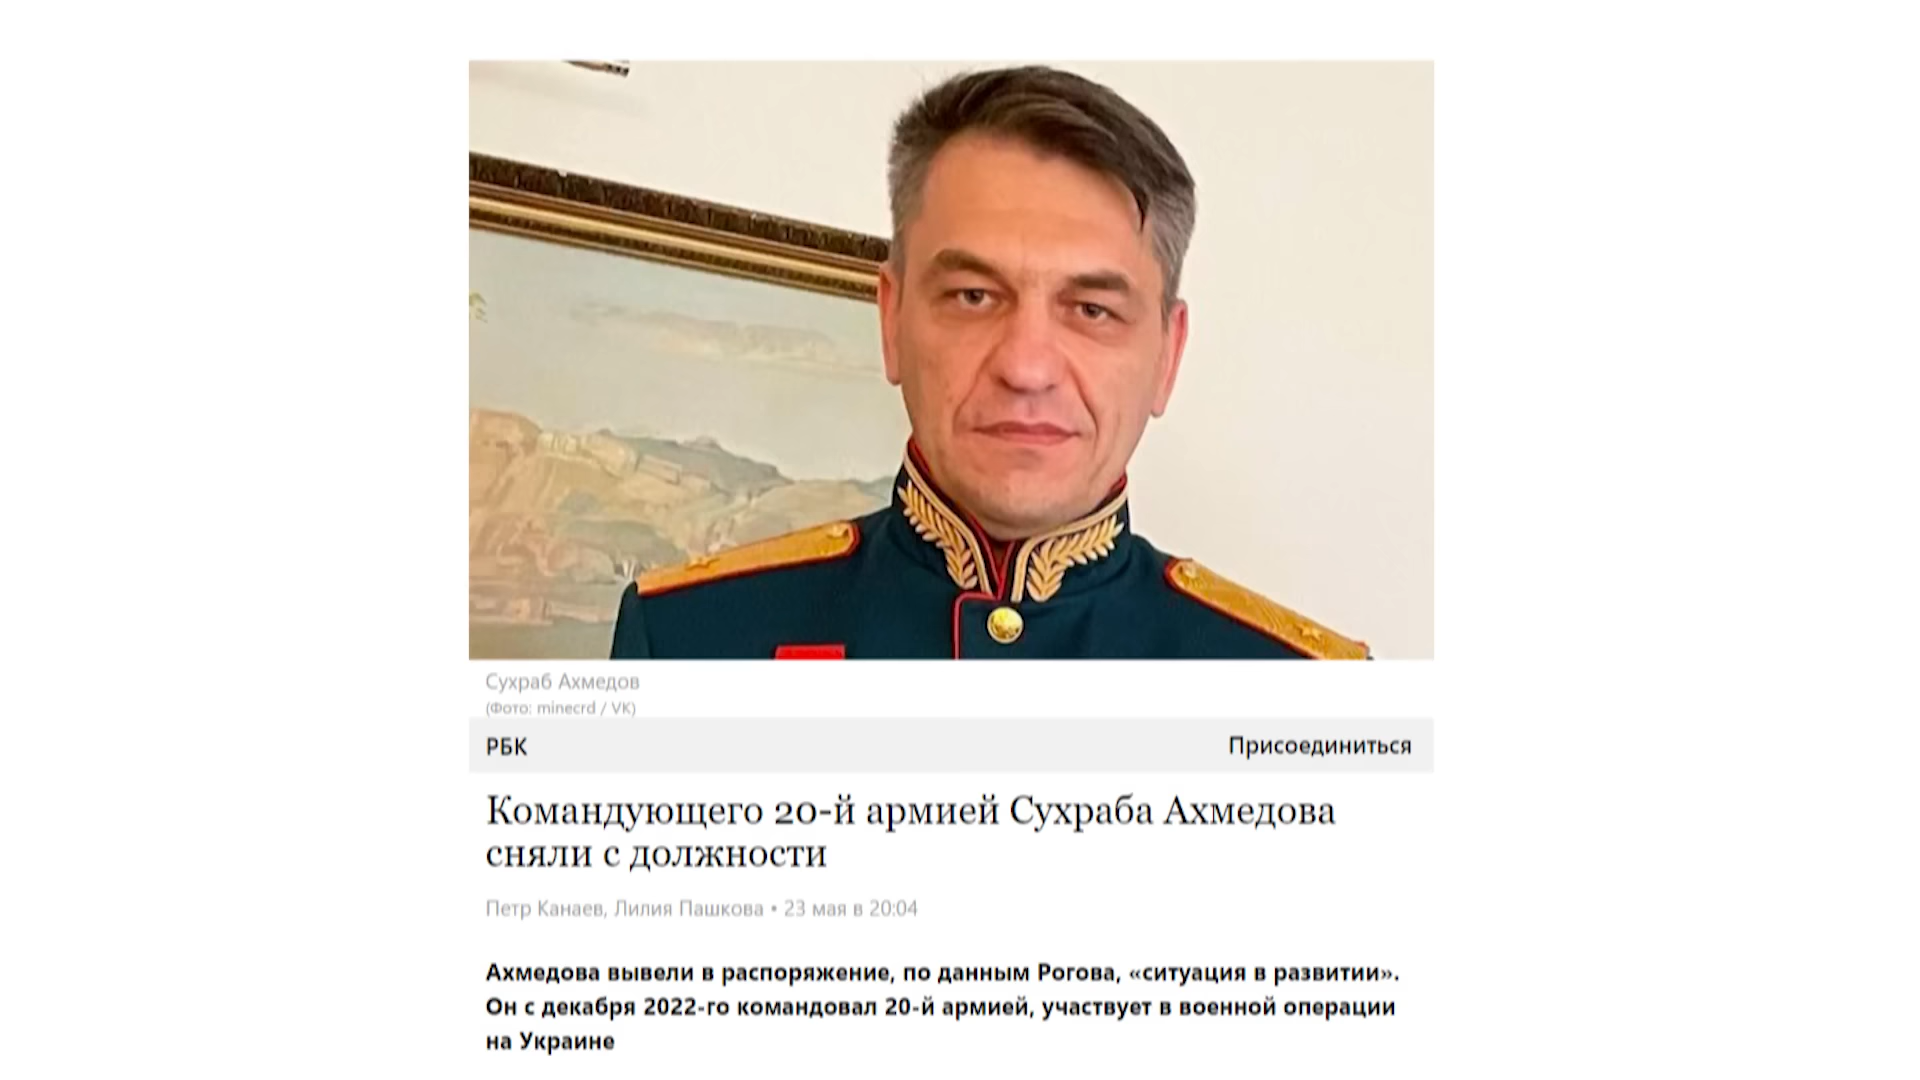 Сухраб Ахмедов
(Фото: minecrd / VK)
РБК
Присоединиться
Командующего 20-й армией Сухраба Ахмедова
сняли с должности
Петр Канаев, Лилия Пашкова • 23 мая в 20:04
Ахмедова вывели в распоряжение, по данным Рогова, «ситуация в развитии».
Он с декабря 2022-го командовал 20-й армией, участвует в военной операции
на Украине